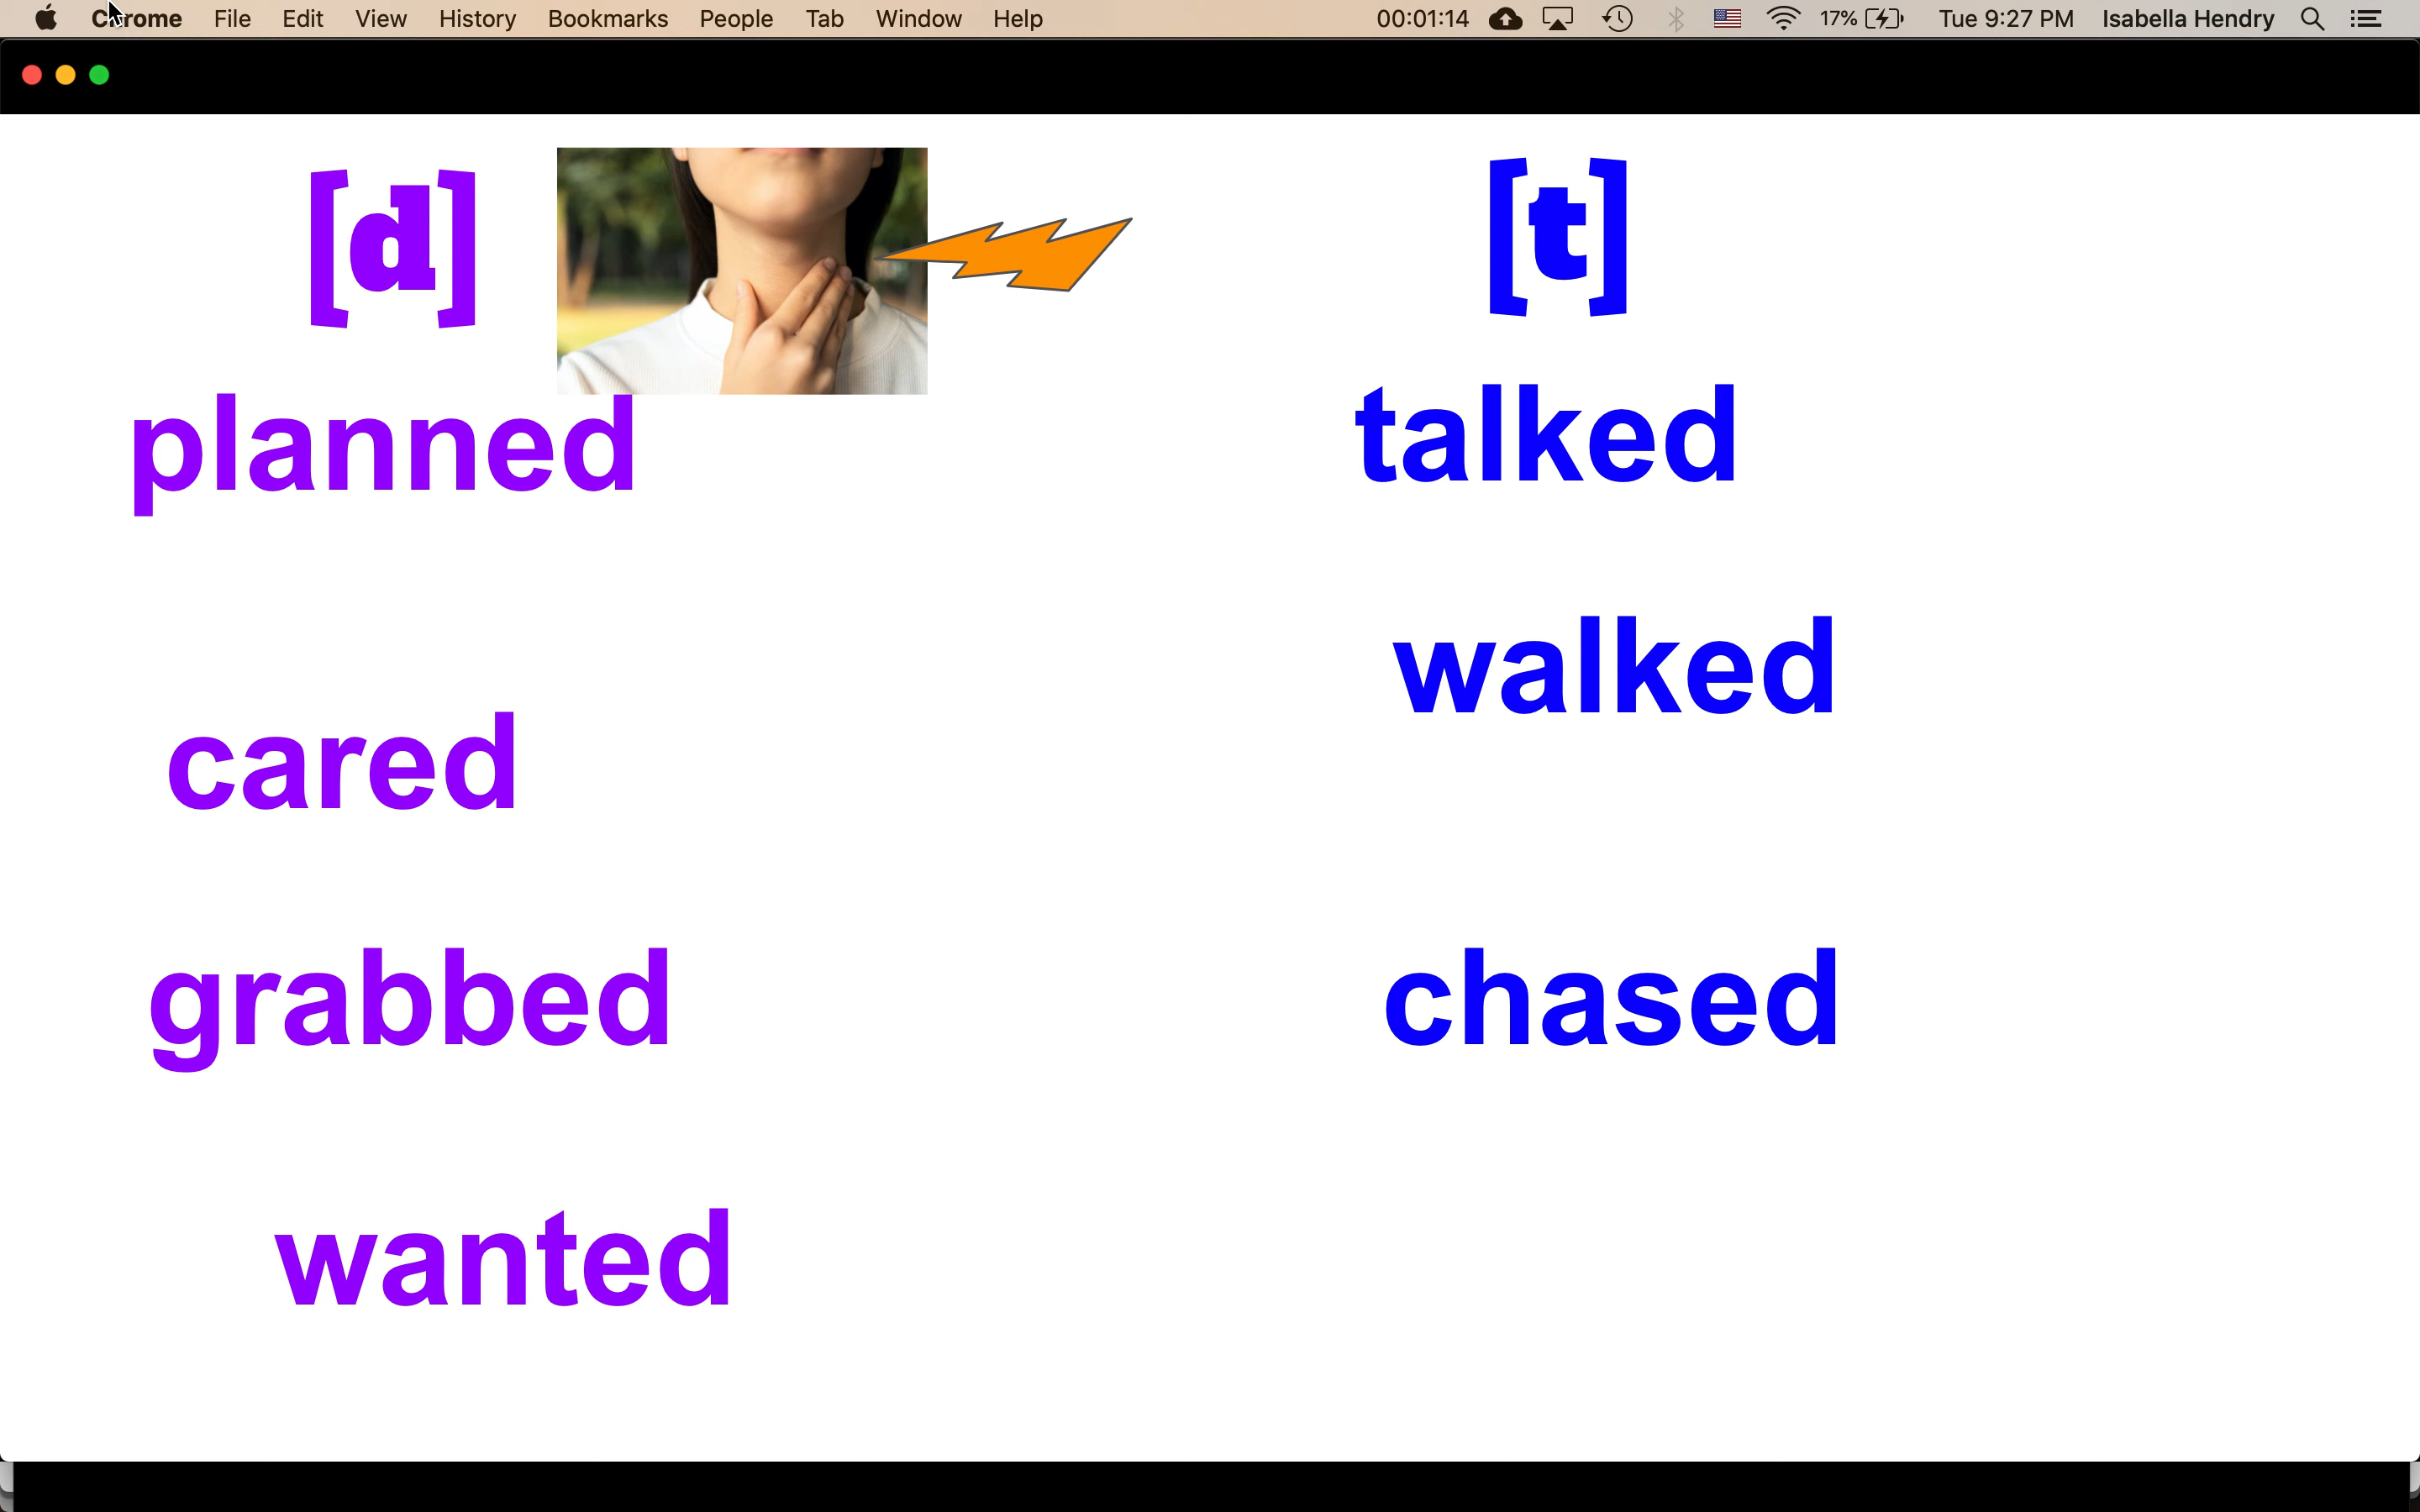 Chrome File Edit View History Bookmarks People Tab Window Help 00:01:14 17% Tue 9:27 PM Isabella Hendry
[d] [t]
planned talked
walked
cared
grabbed chased
wanted